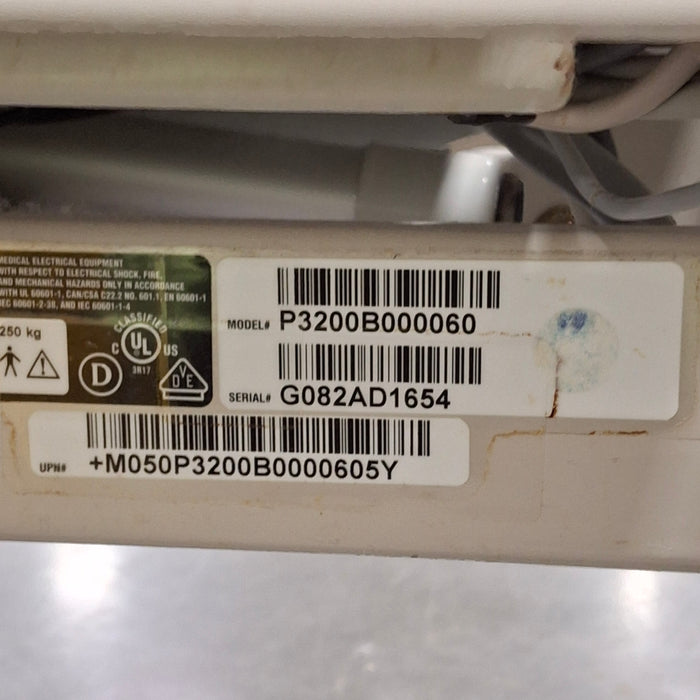 MEDICAL ELECTRICAL EQUIPMENT
WITH RESPECT TO ELECTRICAL SHOCK, FIRE,
AND MECHANICAL HAZARDS ONLY IN ACCORDANCE
WITH UL 60601-1, CAN/CSA C22.2 NO. 601.1, EN 60601-1
IEC 60601-2-38, AND IEC 60601-1-4
250 kg
CLASSIFIED
C UL US
3R17
D
DVE
MODEL# P3200B000060
SERIAL# G082AD1654
UPN# +M050P3200B0000605Y